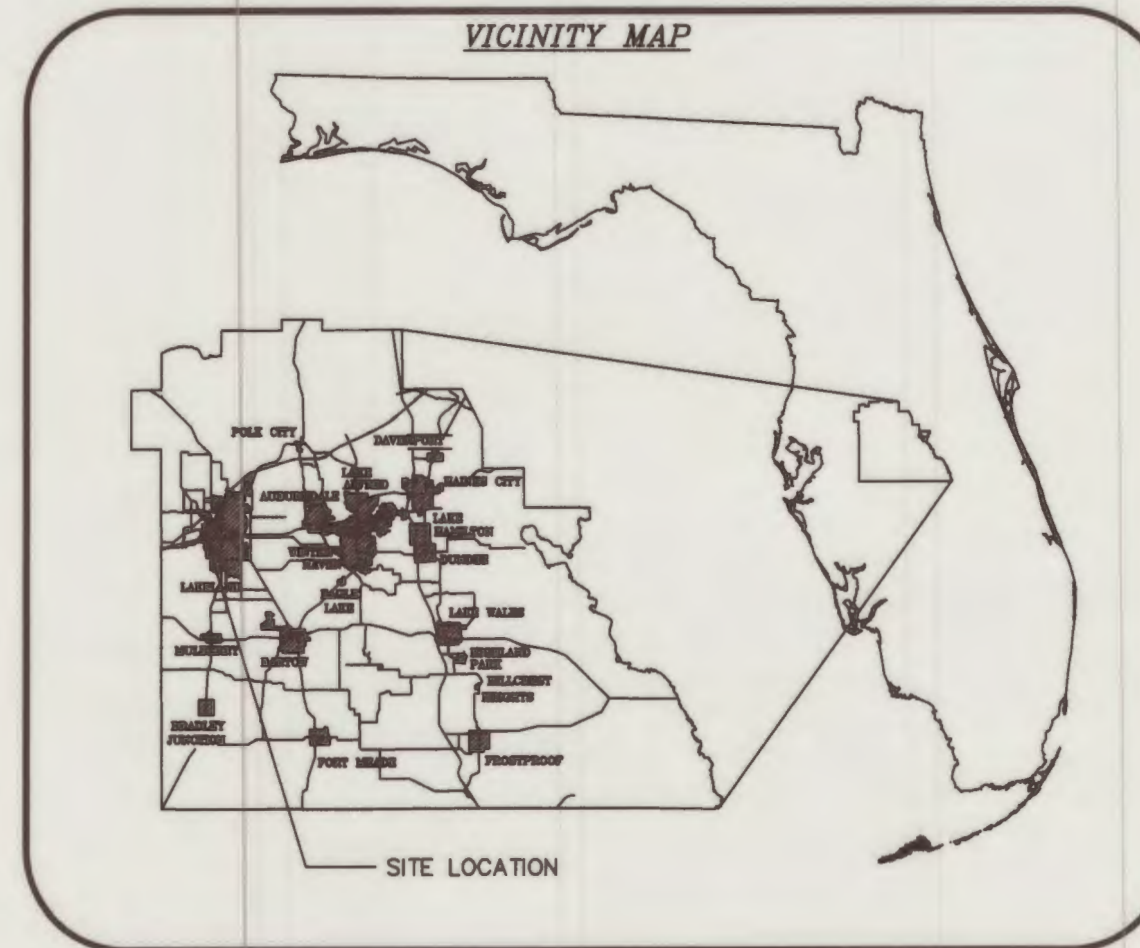 VICINITY MAP
POLK CITY
DAVENPORT
LAKE
ALFRED
HAINES CITY
AUBURNDALE
LAKE
HAMILTON
WINTER
HAVEN
DUNDEE
LAKELAND
EAGLE
LAKE
LAKE WALES
MULBERRY
BARTOW
HIGHLAND
PARK
HILLCREST
HEIGHTS
BRADLEY
JUNCTION
FORT MEADE
FROSTPROOF
SITE LOCATION